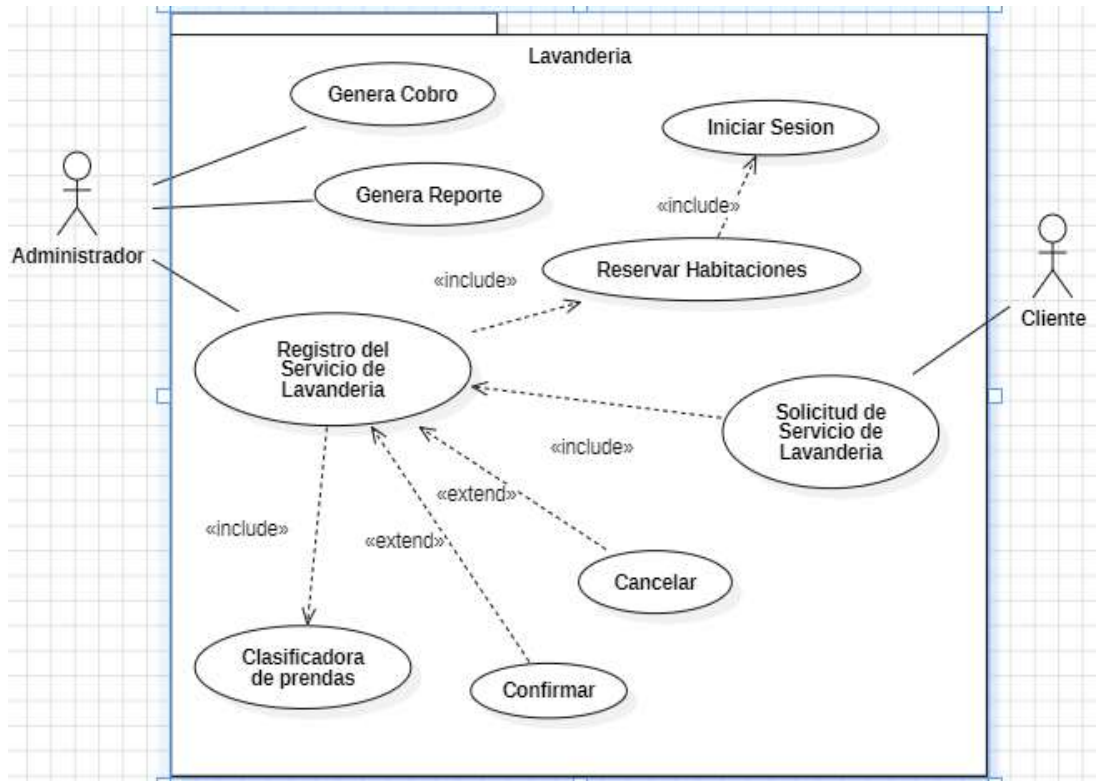 Lavanderia
Genera Cobro
Iniciar Sesion
Genera Reporte
«include»
Administrador
Reservar Habitaciones
«include»
Cliente
Registro del
Servicio de
Lavanderia
Solicitud de
Servicio de
Lavanderia
«include»
«extend»
«include»
«extend»
Cancelar
Clasificadora
de prendas
Confirmar